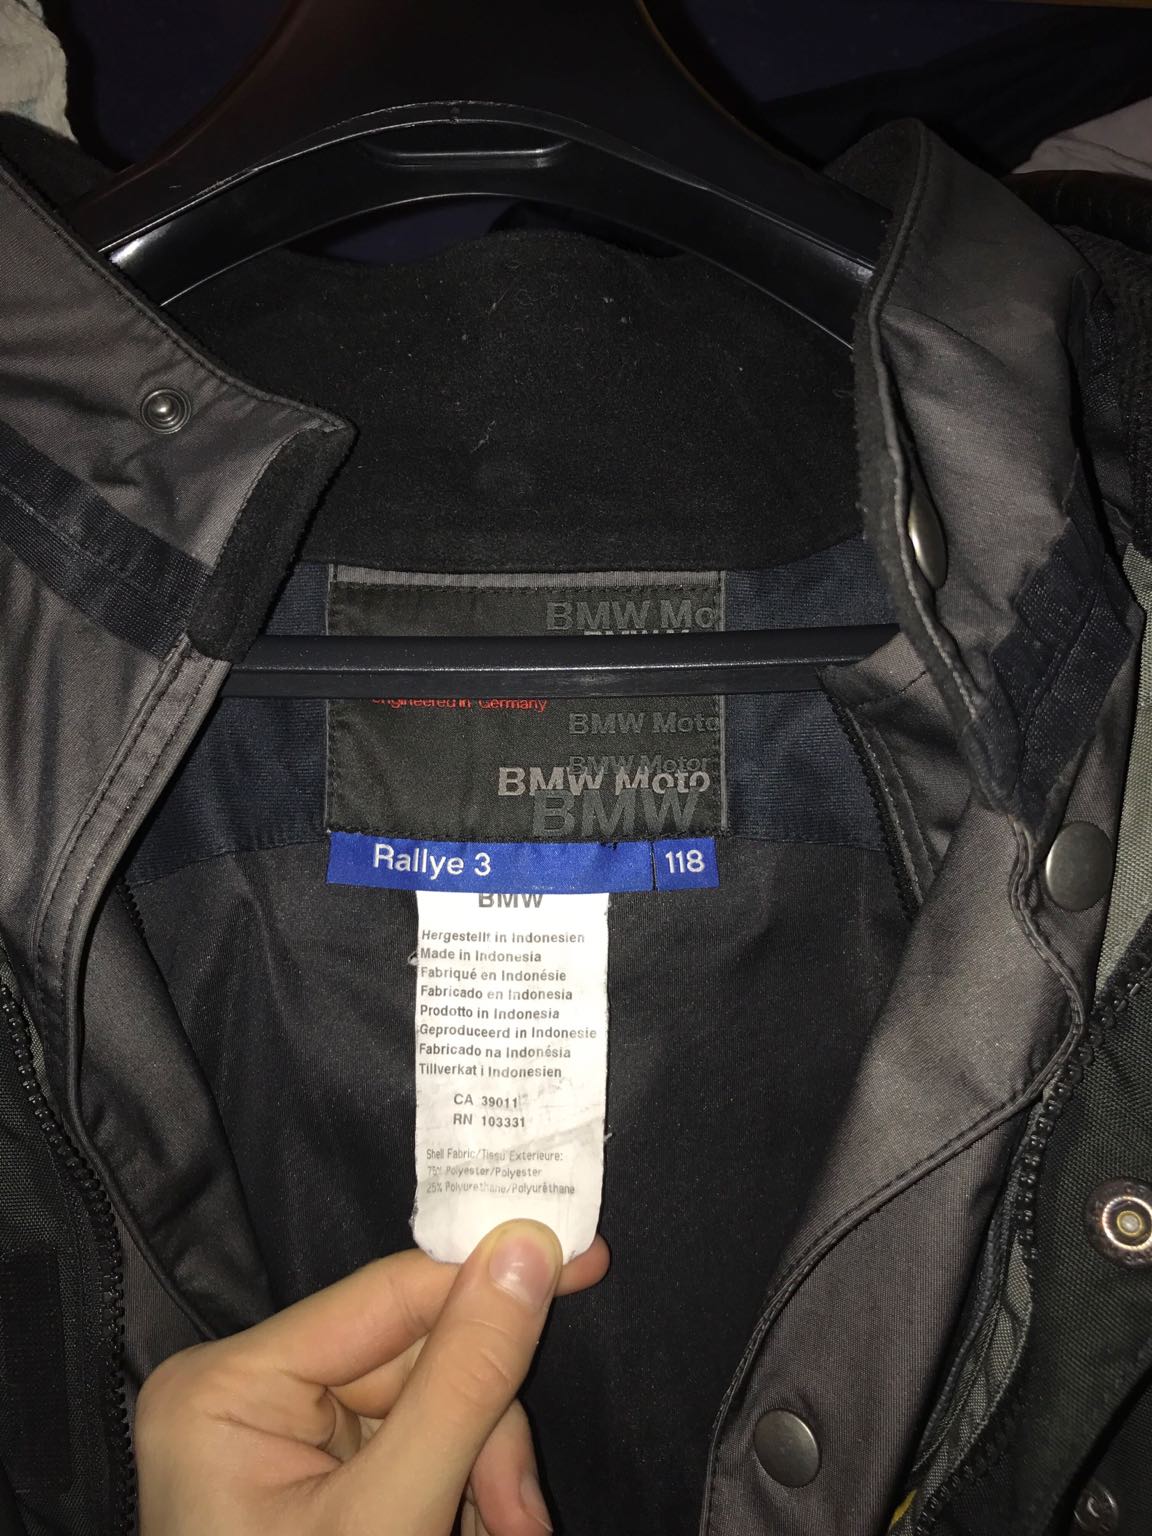 BMW Mo
engineered in Germany
BMW Moto
BMW Motor
BMW Moto
BMW
Rallye 3
118
BMW
Hergestellt in Indonesien
Made in Indonesia
Fabriqué en Indonésie
Fabricado en Indonesia
Prodotto in Indonesia
Geproduceerd in Indonesie
Fabricado na Indonésia
Tillverkat i Indonesien
CA 39011
RN 103331
Shell Fabric/Tissu Exterieure:
75% Polyester/Polyester
25% Polyurethane/Polyuréthane